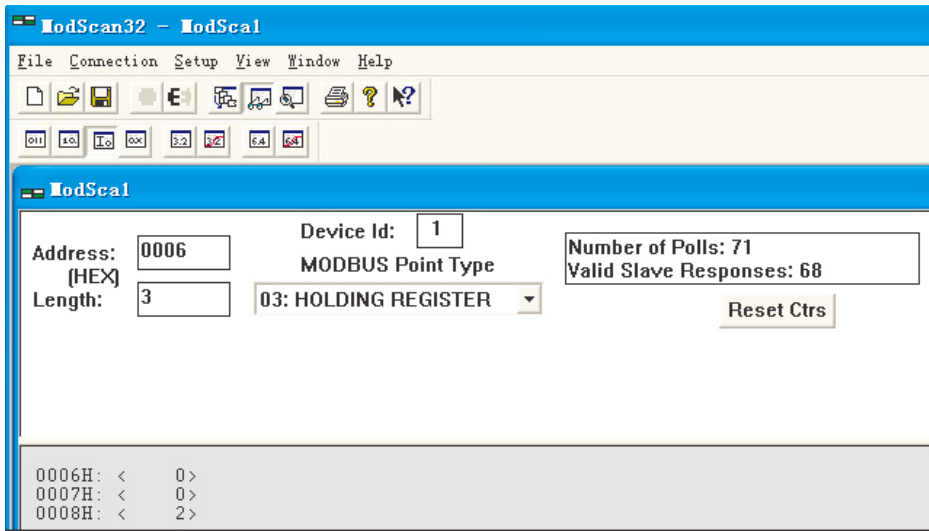 ModScan32 - ModSca1
File Connection Setup View Window Help
ModSca1
Device Id: 1
Address: 0006
(HEX)
MODBUS Point Type
Number of Polls: 71
Valid Slave Responses: 68
Length: 3
03: HOLDING REGISTER
Reset Ctrs
0006H: < 0>
0007H: < 0>
0008H: < 2>